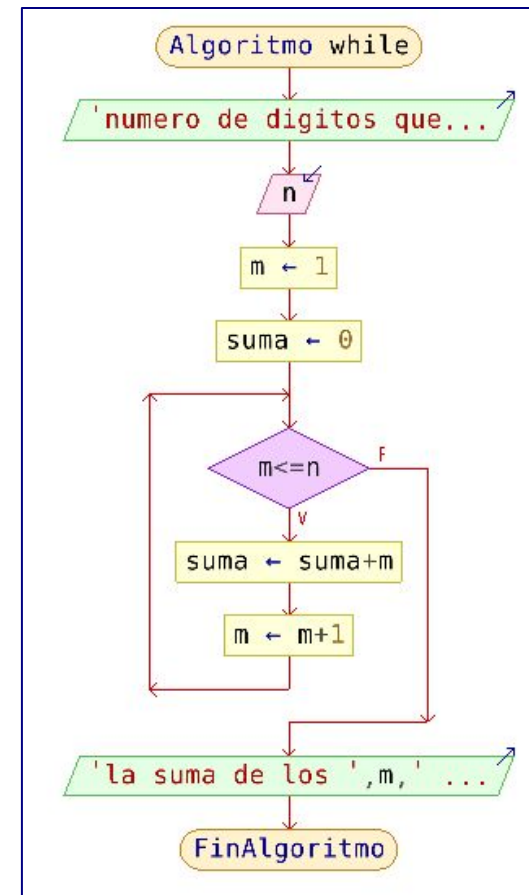 Algoritmo while
'numero de digitos que...
n
m ← 1
suma ← 0
m<=n
F
V
suma ← suma+m
m ← m+1
'la suma de los ',m,' ...
FinAlgoritmo